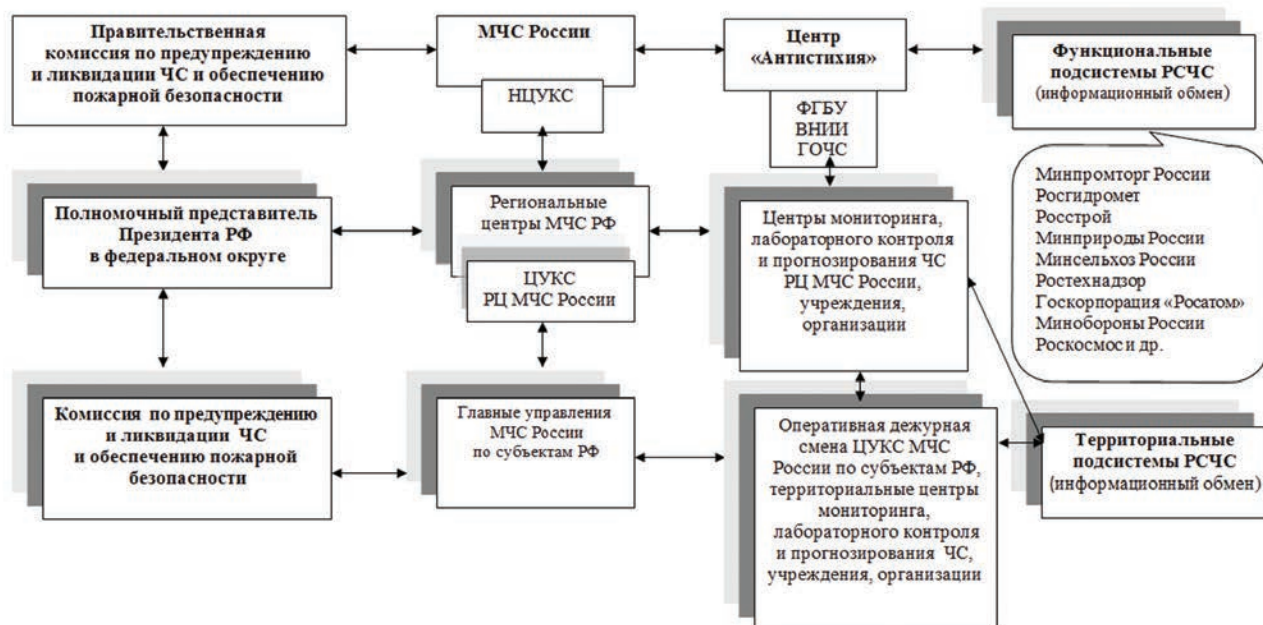 Правительственная
комиссия по предупреждению
и ликвидации ЧС и обеспечению
пожарной безопасности
МЧС России
НЦУКС
Центр
«Антистихия»
ФГБУ
ВНИИ
ГОЧС
Функциональные
подсистемы РСЧС
(информационный обмен)
Минпромторг России
Росгидромет
Росстрой
Минприроды России
Минсельхоз России
Ростехнадзор
Госкорпорация «Росатом»
Минобороны России
Роскосмос и др.
Полномочный представитель
Президента РФ
в федеральном округе
Региональные
центры МЧС РФ
ЦУКС
РЦ МЧС России
Центры мониторинга,
лабораторного контроля
и прогнозирования ЧС
РЦ МЧС России,
учреждения,
организации
Комиссия по предупреждению
и ликвидации ЧС
и обеспечению пожарной
безопасности
Главные управления
МЧС России
по субъектам РФ
Оперативная дежурная
смена ЦУКС МЧС
России по субъектам РФ,
территориальные центры
мониторинга,
лабораторного контроля
и прогнозирования ЧС,
учреждения, организации
Территориальные
подсистемы РСЧС
(информационный обмен)